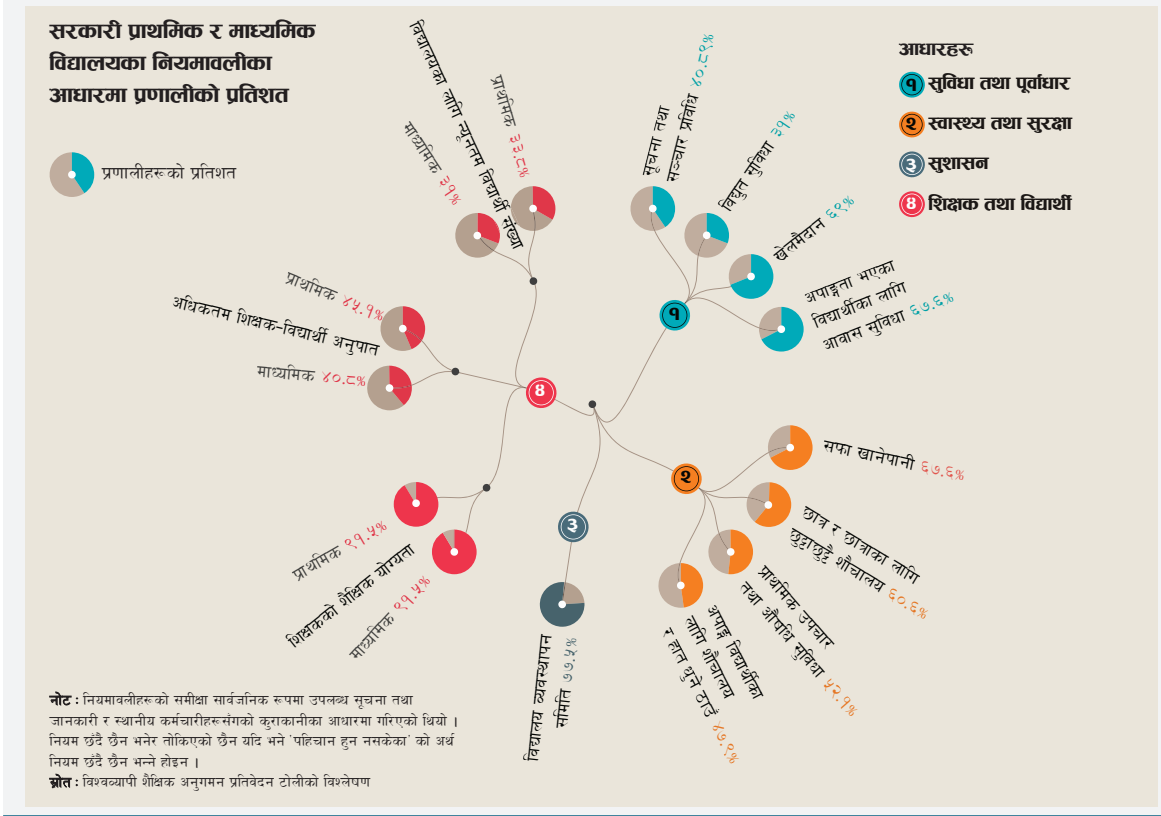 सरकारी प्राथमिक र माध्यमिक
विद्यालयका नियमावलीका
आधारमा प्रणालीको प्रतिशत
प्रणालीहरूको प्रतिशत
आधारहरू
१ सुविधा तथा पूर्वाधार
२ स्वास्थ्य तथा सुरक्षा
३ सुशासन
४ शिक्षक तथा विद्यार्थी
विद्यालयका लागि न्यूनतम विद्यार्थी संख्या
प्राथमिक ३३.८%
माध्यमिक ३१%
सूचना तथा
सञ्चार प्रविधि ४०.८९%
विद्युत सुविधा ३१%
खेलमैदान ६९%
अपाङ्गता भएका
विद्यार्थीका लागि
आवास सुविधा ६७.६%
१
प्राथमिक ४५.१%
अधिकतम शिक्षक-विद्यार्थी अनुपात
माध्यमिक ४०.८%
४
सफा खानेपानी ६७.६%
२
छात्र र छात्राका लागि
छुट्टाछुट्टै शौचालय ६०.६%
प्राथमिक उपचार
तथा औषधि सुविधा ५२.१%
अपाङ्ग विद्यार्थीका
लागि शौचालय
र हात धुने ठाउँ ४७.९%
३
प्राथमिक ९१.५%
शिक्षकको शैक्षिक योग्यता
माध्यमिक ९१.५%
विद्यालय व्यवस्थापन
समिति ७७.५%
नोट : नियमावलीहरूको समीक्षा सार्वजनिक रूपमा उपलब्ध सूचना तथा
जानकारी र स्थानीय कर्मचारीहरूसंगको कुराकानीका आधारमा गरिएको थियो ।
नियम छँदै छैन भनेर तोकिएको छैन यदि भने 'पहिचान हुन नसकेका' को अर्थ
नियम छँदै छैन भन्ने होइन ।
स्रोत : विश्वव्यापी शैक्षिक अनुगमन प्रतिवेदन टोलीको विश्लेषण